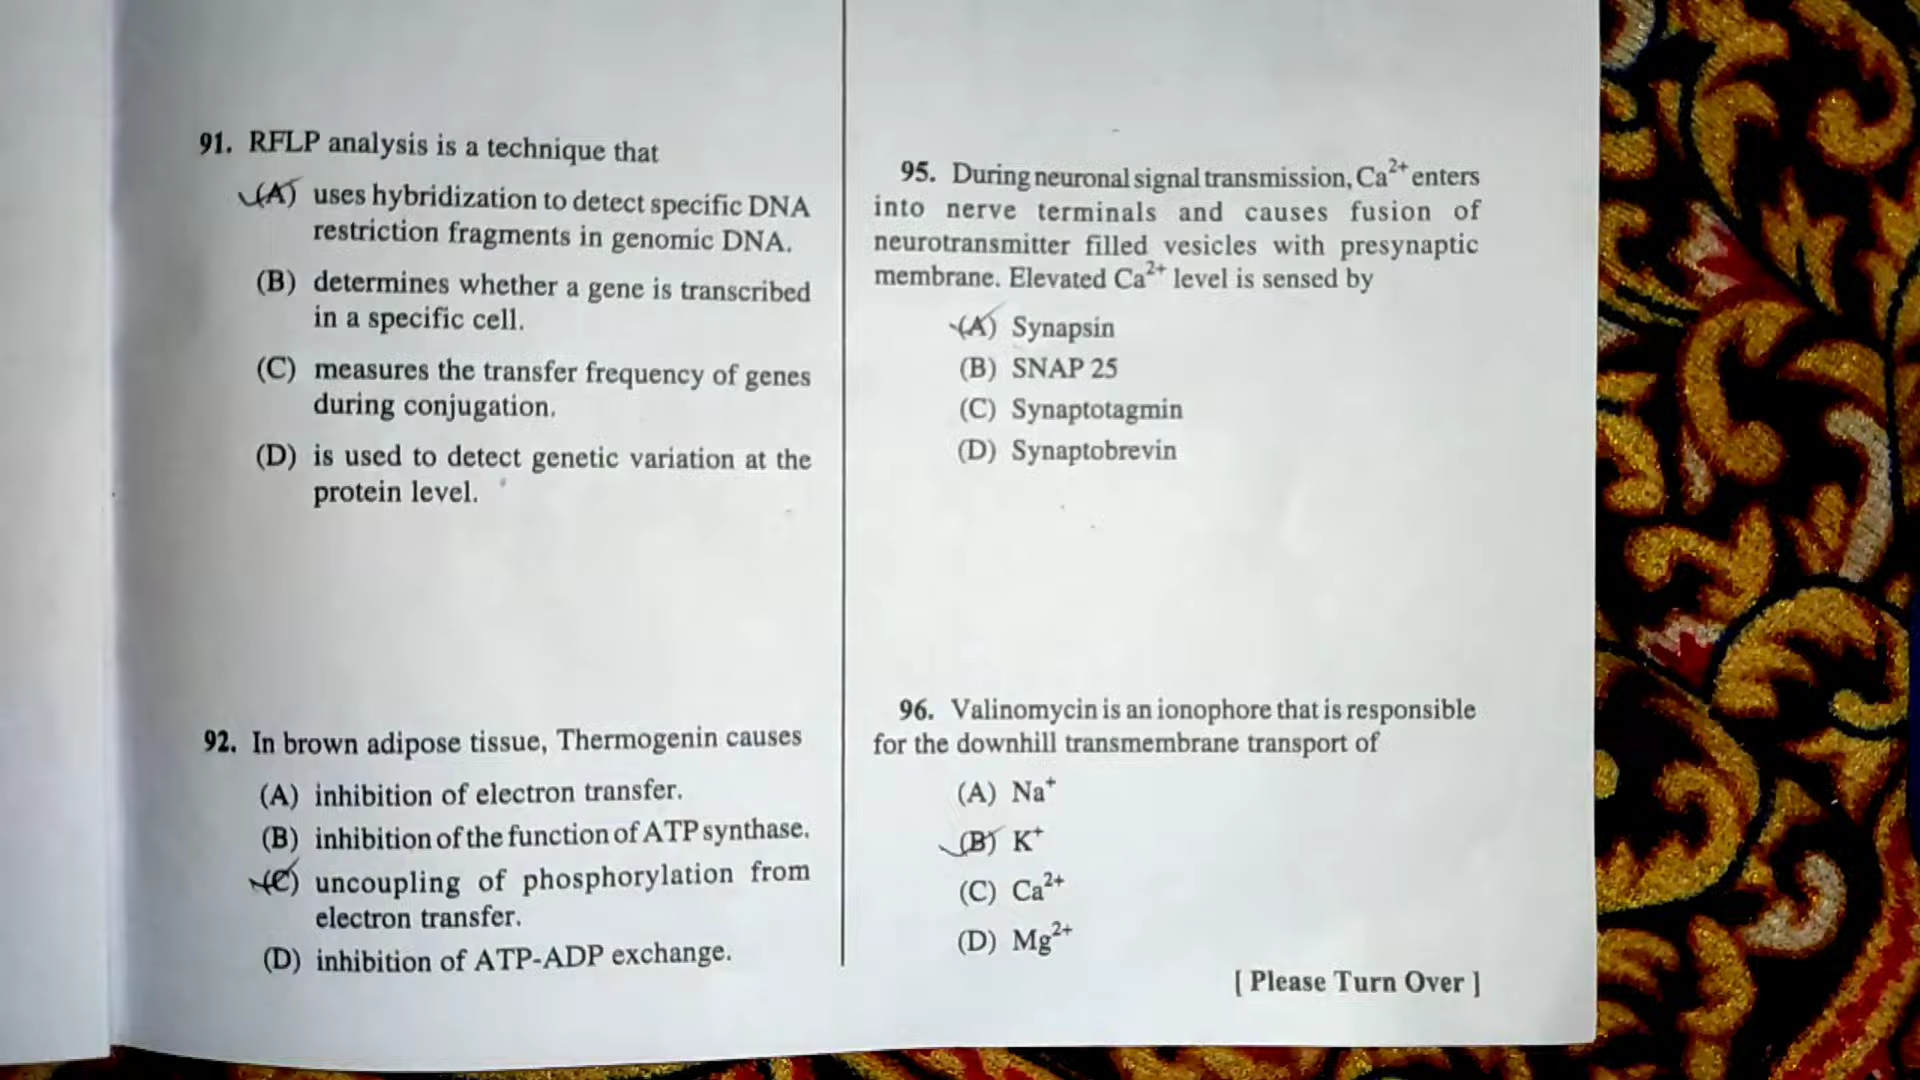 91. RFLP analysis is a technique that
(A) uses hybridization to detect specific DNA
restriction fragments in genomic DNA.
(B) determines whether a gene is transcribed
in a specific cell.
(C) measures the transfer frequency of genes
during conjugation.
(D) is used to detect genetic variation at the
protein level.
92. In brown adipose tissue, Thermogenin causes
(A) inhibition of electron transfer.
(B) inhibition of the function of ATP synthase.
(C) uncoupling of phosphorylation from
electron transfer.
(D) inhibition of ATP-ADP exchange.
95. During neuronal signal transmission, Ca²⁺ enters
into nerve terminals and causes fusion of
neurotransmitter filled vesicles with presynaptic
membrane. Elevated Ca²⁺ level is sensed by
(A) Synapsin
(B) SNAP 25
(C) Synaptotagmin
(D) Synaptobrevin
96. Valinomycin is an ionophore that is responsible
for the downhill transmembrane transport of
(A) Na⁺
(B) K⁺
(C) Ca²⁺
(D) Mg²⁺
[ Please Turn Over ]